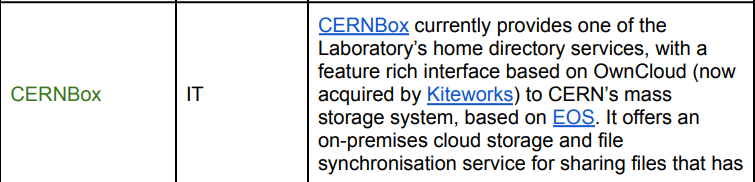 CERNBox currently provides one of the
Laboratory’s home directory services, with a
feature rich interface based on OwnCloud (now
CERNBox
IT
acquired by Kiteworks) to CERN’s mass
storage system, based on EOS. It offers an
on-premises cloud storage and file
synchronisation service for sharing files that has